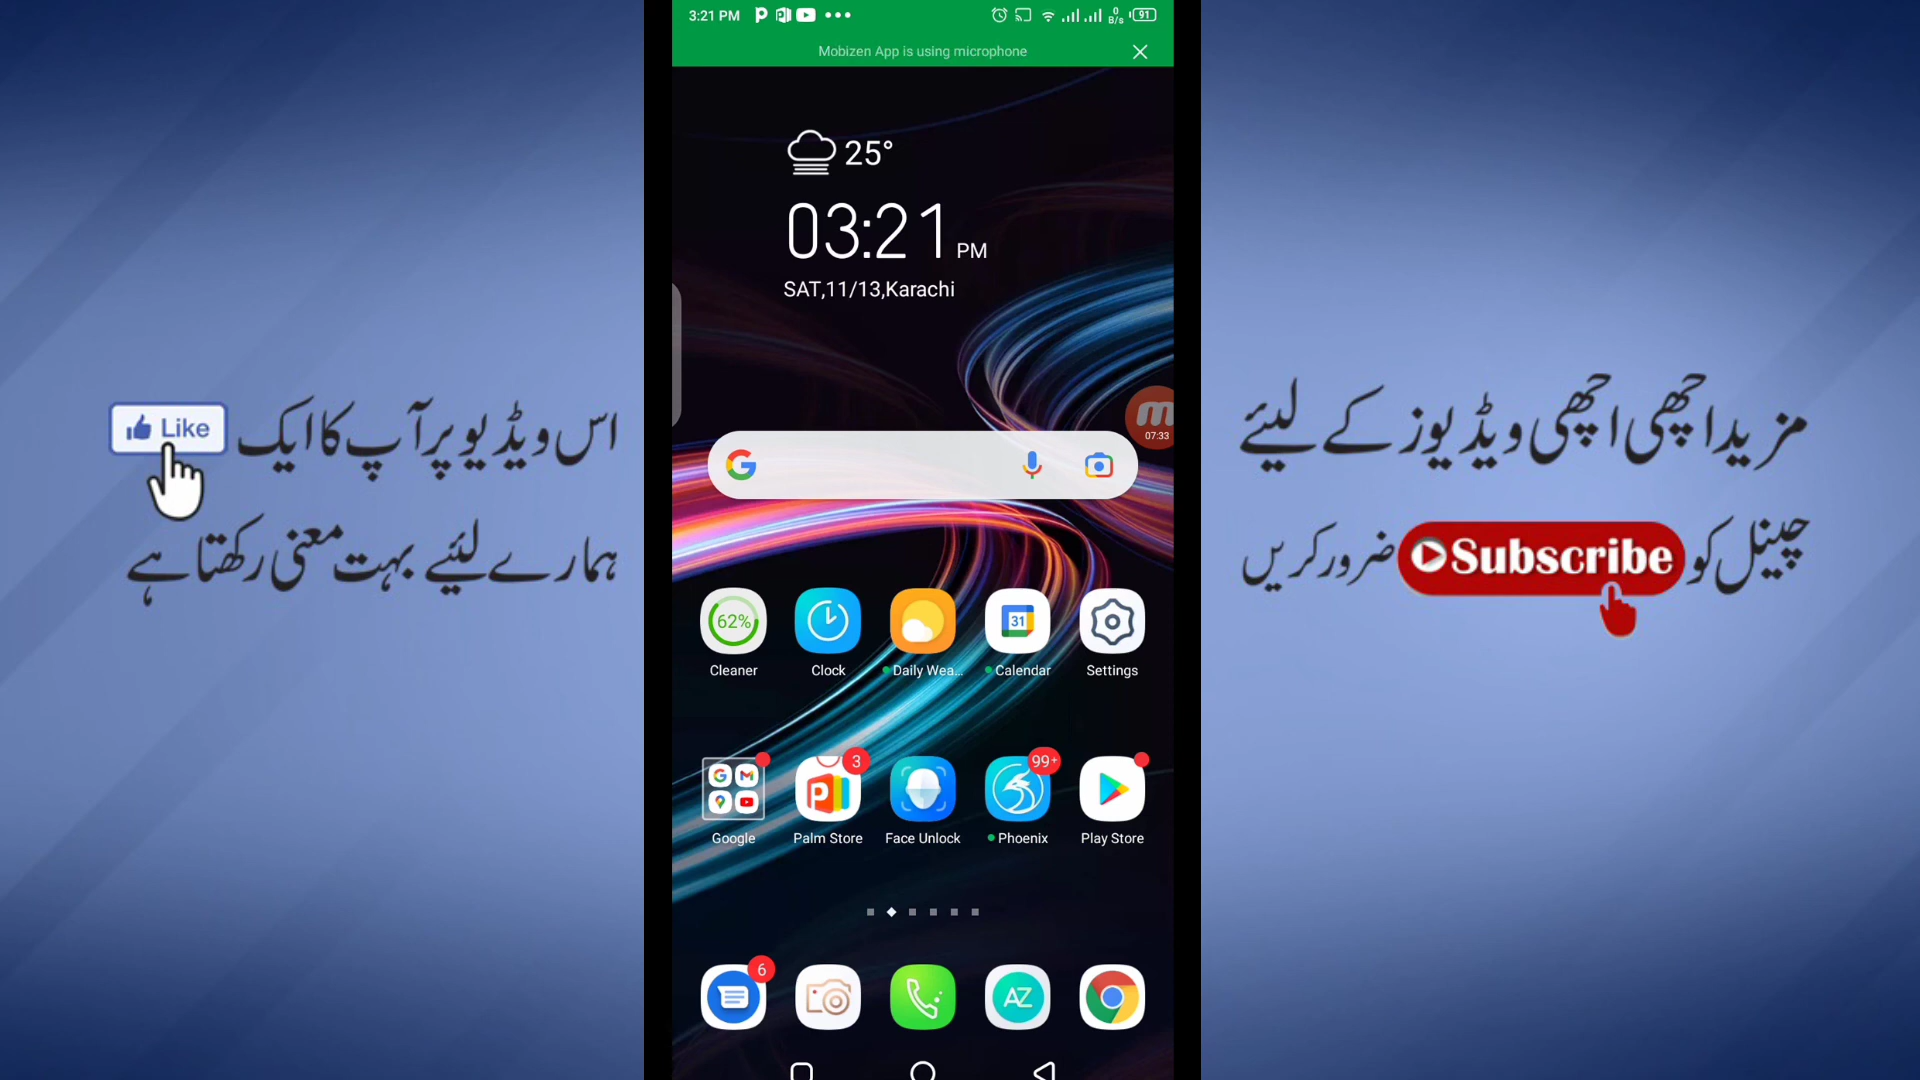 3:21 PM
0 B/s
91
Mobizen App is using microphone
25°
03:21 PM
SAT,11/13,Karachi
07:33
اس ویڈیو پر آپ کا ایک Like
ہمارے لئیے بہت معنی رکھتا ہے
مزید اچھی اچھی ویڈیوز کے لیئے
چینل کو Subscribe ضرور کریں
62%
31
Cleaner
Clock
Daily Wea...
Calendar
Settings
3
99+
Google
Palm Store
Face Unlock
Phoenix
Play Store
6
AZ